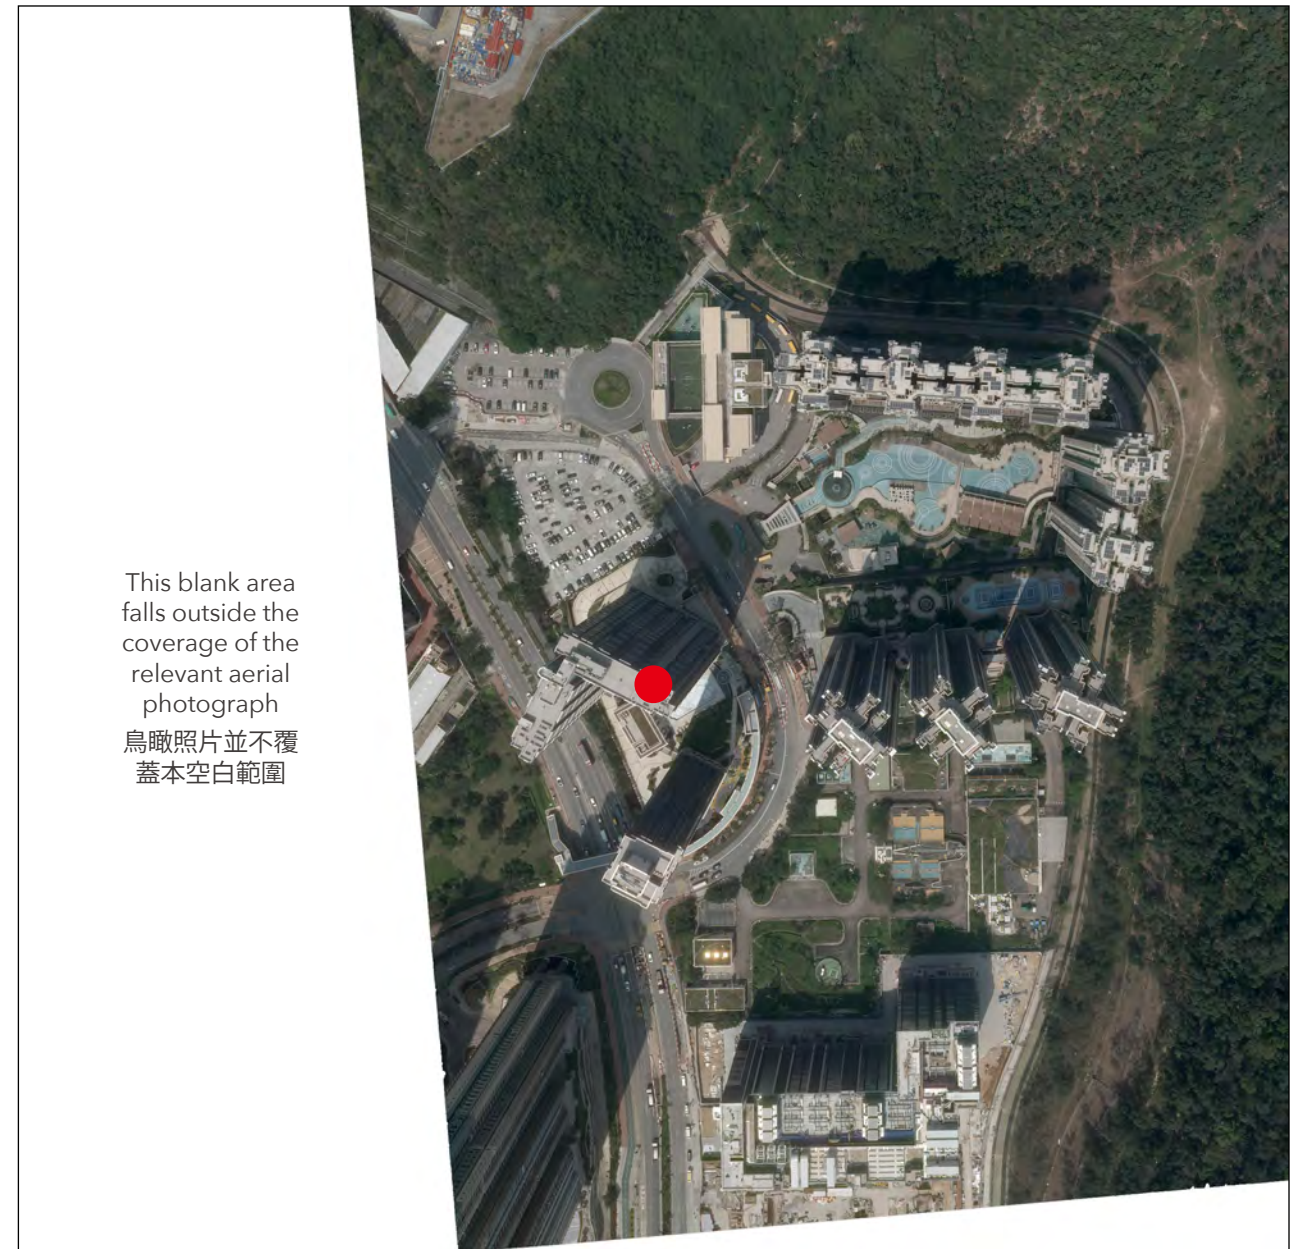 This blank area
falls outside the
coverage of the
relevant aerial
photograph
鳥瞰照片並不覆
蓋本空白範圍